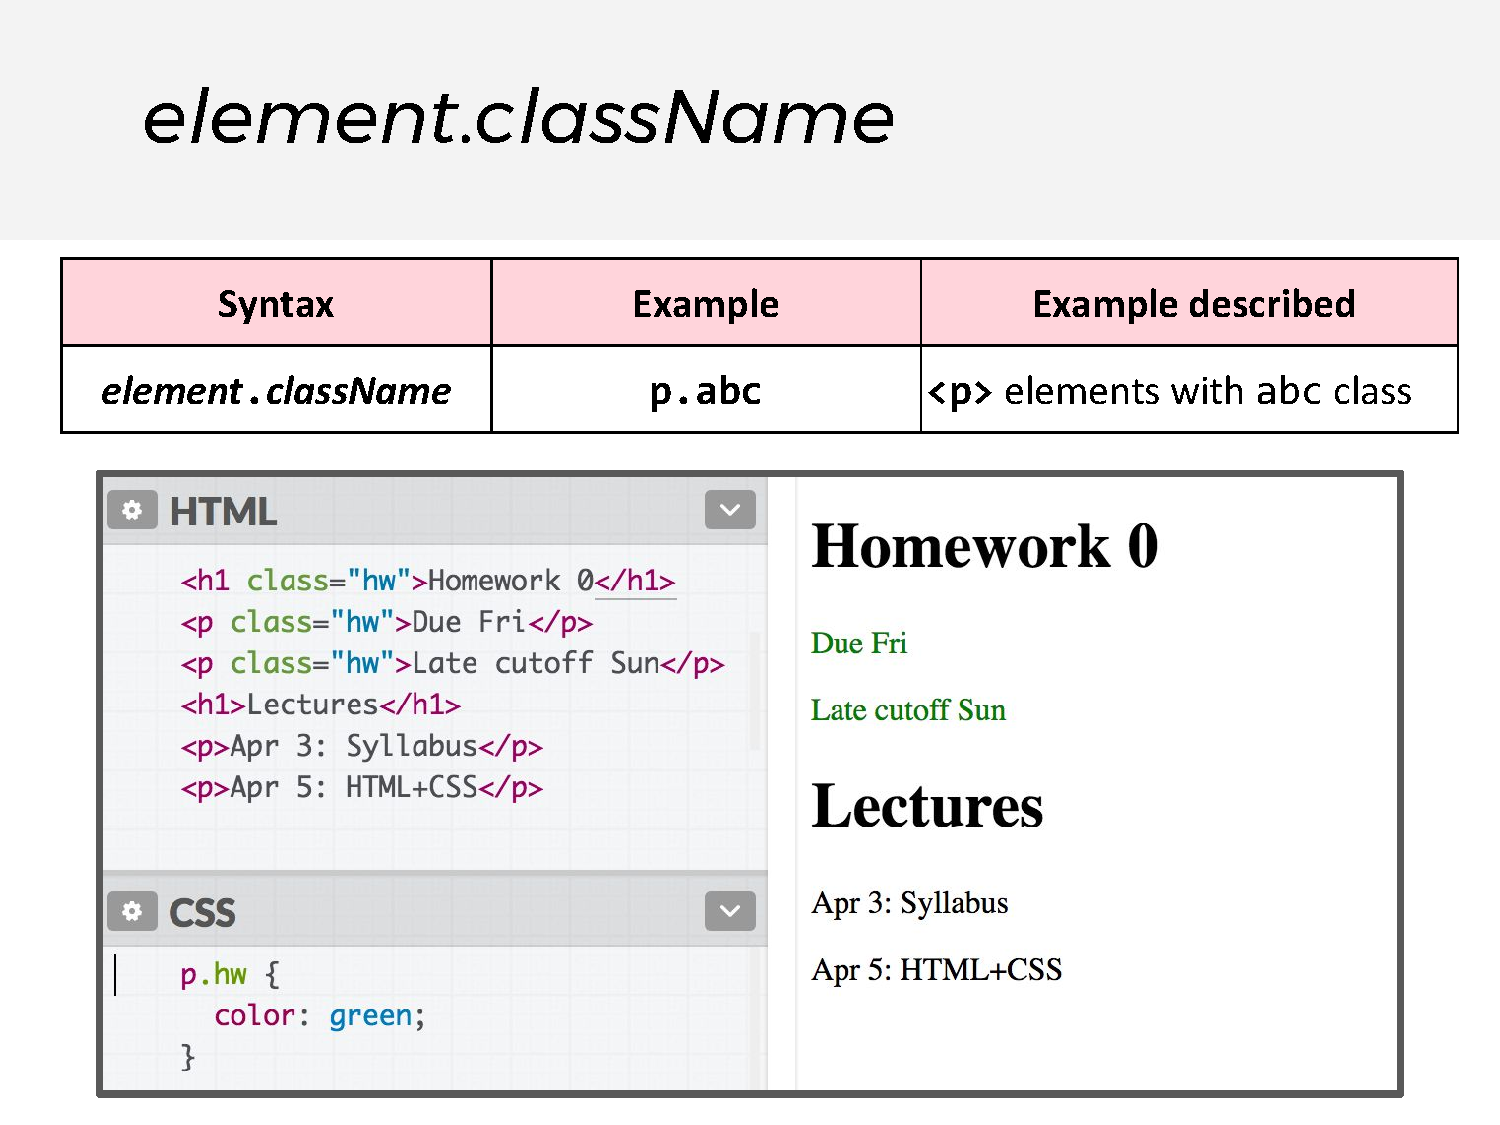 element.className
Syntax Example Example described
element.className p.abc <p> elements with abc class
HTML
<h1 class="hw">Homework 0</h1>
<p class="hw">Due Fri</p>
<p class="hw">Late cutoff Sun</p>
<h1>Lectures</h1>
<p>Apr 3: Syllabus</p>
<p>Apr 5: HTML+CSS</p>
CSS
p.hw {
color: green;
}
Homework 0
Due Fri
Late cutoff Sun
Lectures
Apr 3: Syllabus
Apr 5: HTML+CSS